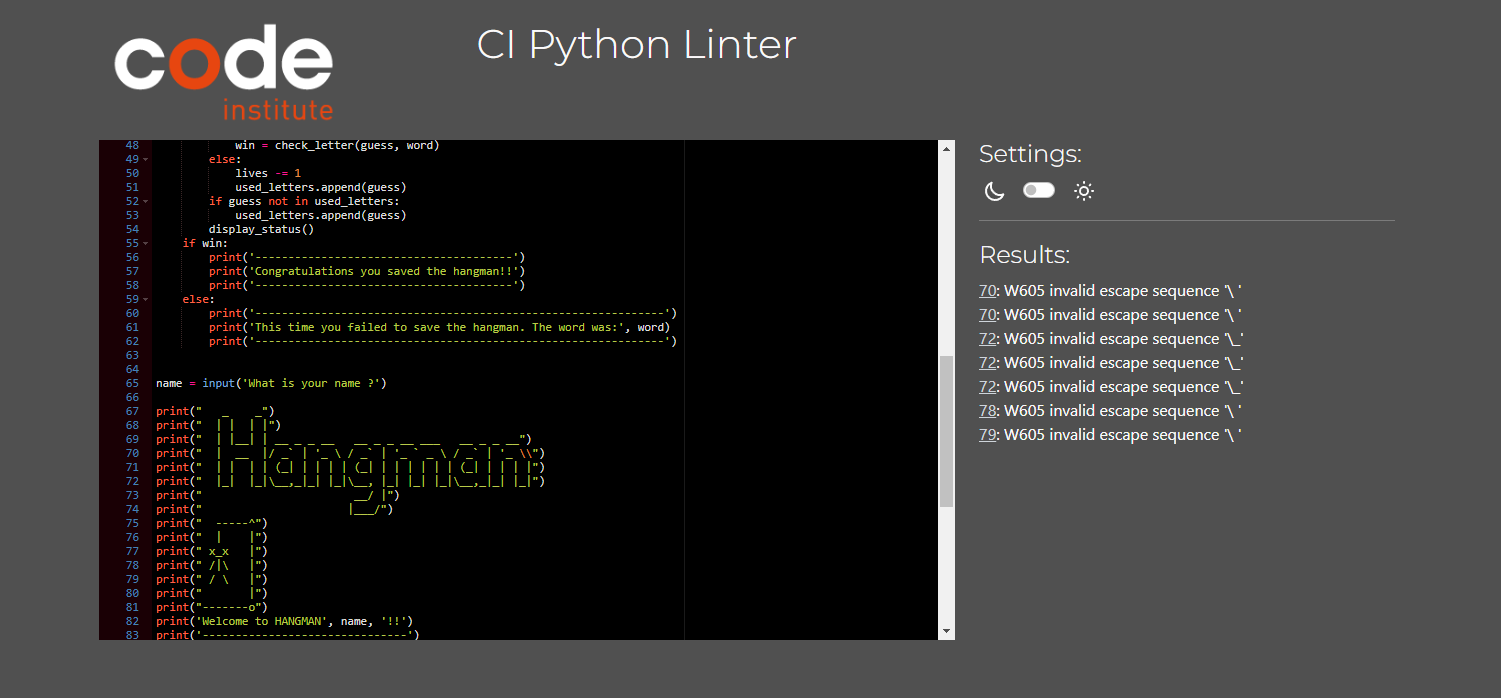 code
institute
CI Python Linter
48 win = check_letter(guess, word)
49 else:
50 lives -= 1
51 used_letters.append(guess)
52 if guess not in used_letters:
53 used_letters.append(guess)
54 display_status()
55 if win:
56 print('---------------------------------------')
57 print('Congratulations you saved the hangman!!')
58 print('---------------------------------------')
59 else:
60 print('--------------------------------------------------------------')
61 print('This time you failed to save the hangman. The word was:', word)
62 print('--------------------------------------------------------------')
63
64
65 name = input('What is your name ?')
66
67 print("   _    _")
68 print("  | |  | |")
69 print("  | |__| | __ _ _ __   __ _ _ __ ___   __ _ _ __")
70 print("  |  __  |/ _` | '_ \ / _` | '_ ` _ \ / _` | '_ \\")
71 print("  | |  | | (_| | | | | (_| | | | | | | (_| | | | |")
72 print("  |_|  |_|\__,_|_| |_|\__, |_| |_| |_|\__,_|_| |_|")
73 print("                       __/ |")
74 print("                      |___/")
75 print("  -----^")
76 print("  |    |")
77 print(" x_x   |")
78 print(" /|\   |")
79 print(" / \   |")
80 print("       |")
81 print("-------o")
82 print('Welcome to HANGMAN', name, '!!')
83 print('-------------------------------')
Settings:
Results:
70: W605 invalid escape sequence '\ '
70: W605 invalid escape sequence '\ '
72: W605 invalid escape sequence '\_'
72: W605 invalid escape sequence '\_'
72: W605 invalid escape sequence '\_'
78: W605 invalid escape sequence '\ '
79: W605 invalid escape sequence '\ '